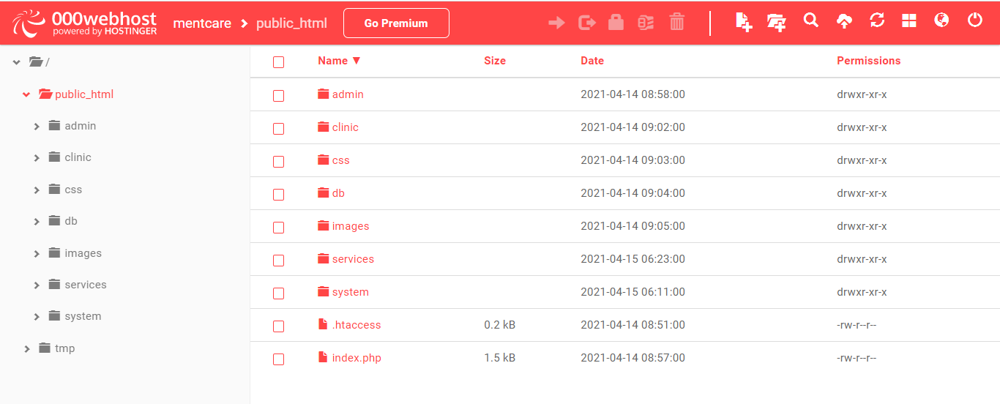 000webhost
powered by HOSTINGER
mentcare > public_html
Go Premium
/
public_html
admin
clinic
css
db
images
services
system
tmp
Name ▼ Size Date Permissions
admin 2021-04-14 08:58:00 drwxr-xr-x
clinic 2021-04-14 09:02:00 drwxr-xr-x
css 2021-04-14 09:03:00 drwxr-xr-x
db 2021-04-14 09:04:00 drwxr-xr-x
images 2021-04-14 09:05:00 drwxr-xr-x
services 2021-04-15 06:23:00 drwxr-xr-x
system 2021-04-15 06:11:00 drwxr-xr-x
.htaccess 0.2 kB 2021-04-14 08:51:00 -rw-r--r--
index.php 1.5 kB 2021-04-14 08:57:00 -rw-r--r--